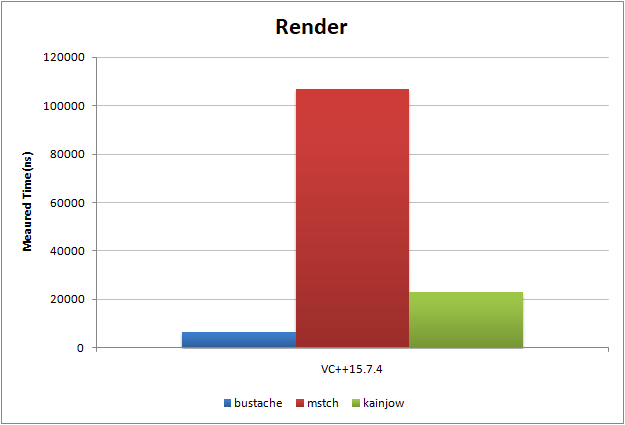 Render
120000
100000
80000
60000
40000
20000
0
Meaured Time(ns)
VC++15.7.4
bustache mstch kainjow